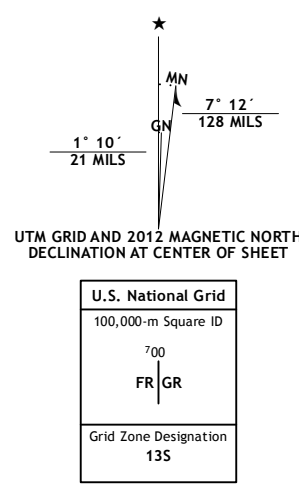 ★
MN
7° 12´
128 MILS
GN
1° 10´
21 MILS
UTM GRID AND 2012 MAGNETIC NORTH
DECLINATION AT CENTER OF SHEET
U.S. National Grid
100,000-m Square ID
⁷00
FR GR
Grid Zone Designation
13S